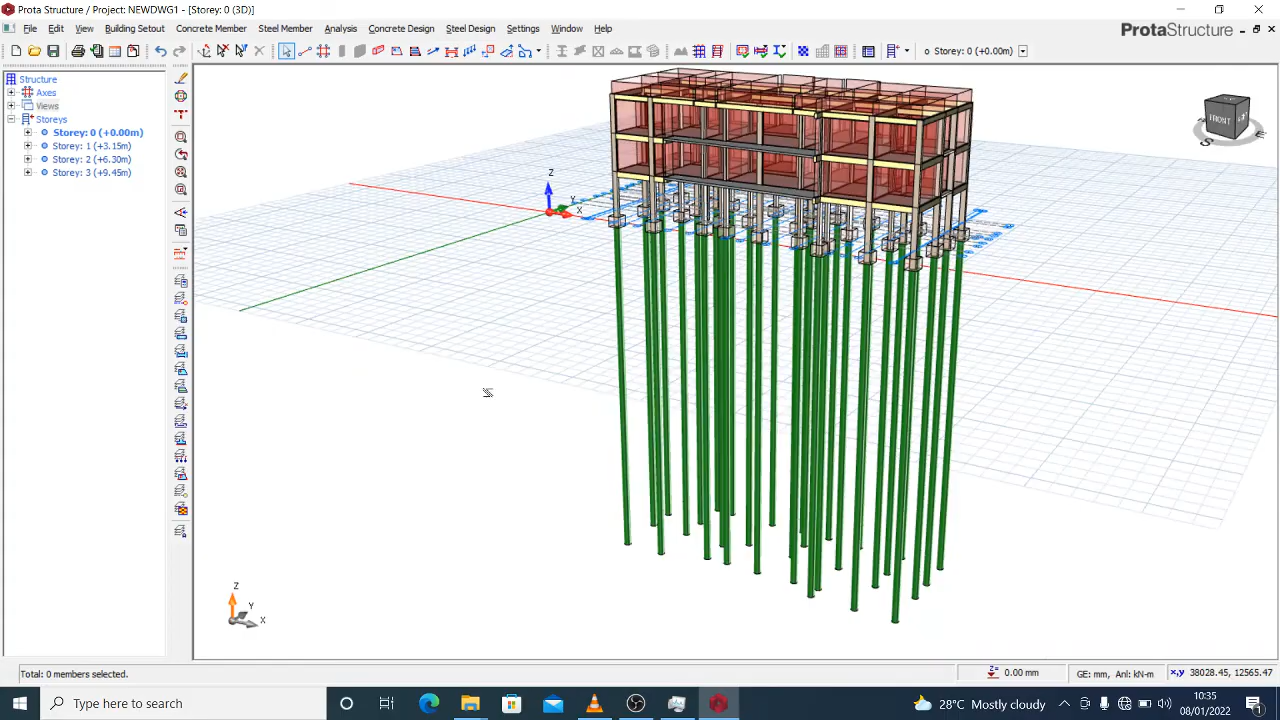 Prota Structure / Project: NEWDWG1 - [Storey: 0 (3D)]
File Edit View Building Setout Concrete Member Steel Member Analysis Concrete Design Steel Design Settings Window Help
ProtaStructure
Storey: 0 (+0.00m)
Structure
Axes
Views
Storeys
Storey: 0 (+0.00m)
Storey: 1 (+3.15m)
Storey: 2 (+6.30m)
Storey: 3 (+9.45m)
FRONT
S
E
Z
Y
X
Z
Y
X
Total: 0 members selected.
Z= 0.00 mm
GE: mm, Anl: kN-m
x,y 38028.45, 12565.47
Type here to search
28°C Mostly cloudy
10:35
08/01/2022